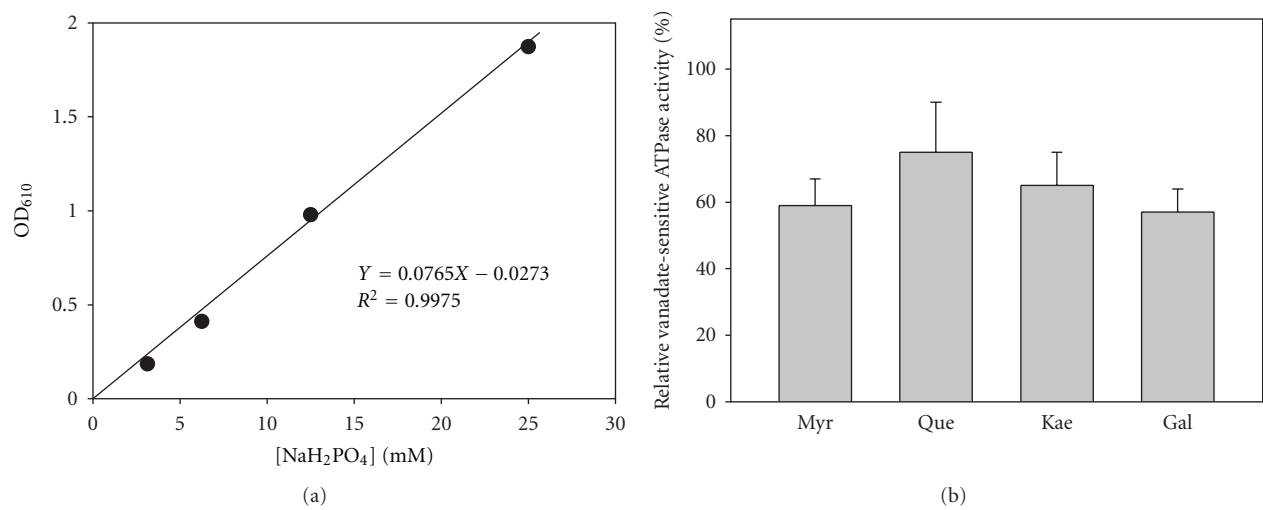 2
1.5
1
0.5
0
OD₆₁₀
Y = 0.0765X − 0.0273
R² = 0.9975
0 5 10 15 20 25 30
[NaH₂PO₄] (mM)
(a)
Relative vanadate-sensitive ATPase activity (%)
100
80
60
40
20
0
Myr Que Kae Gal
(b)